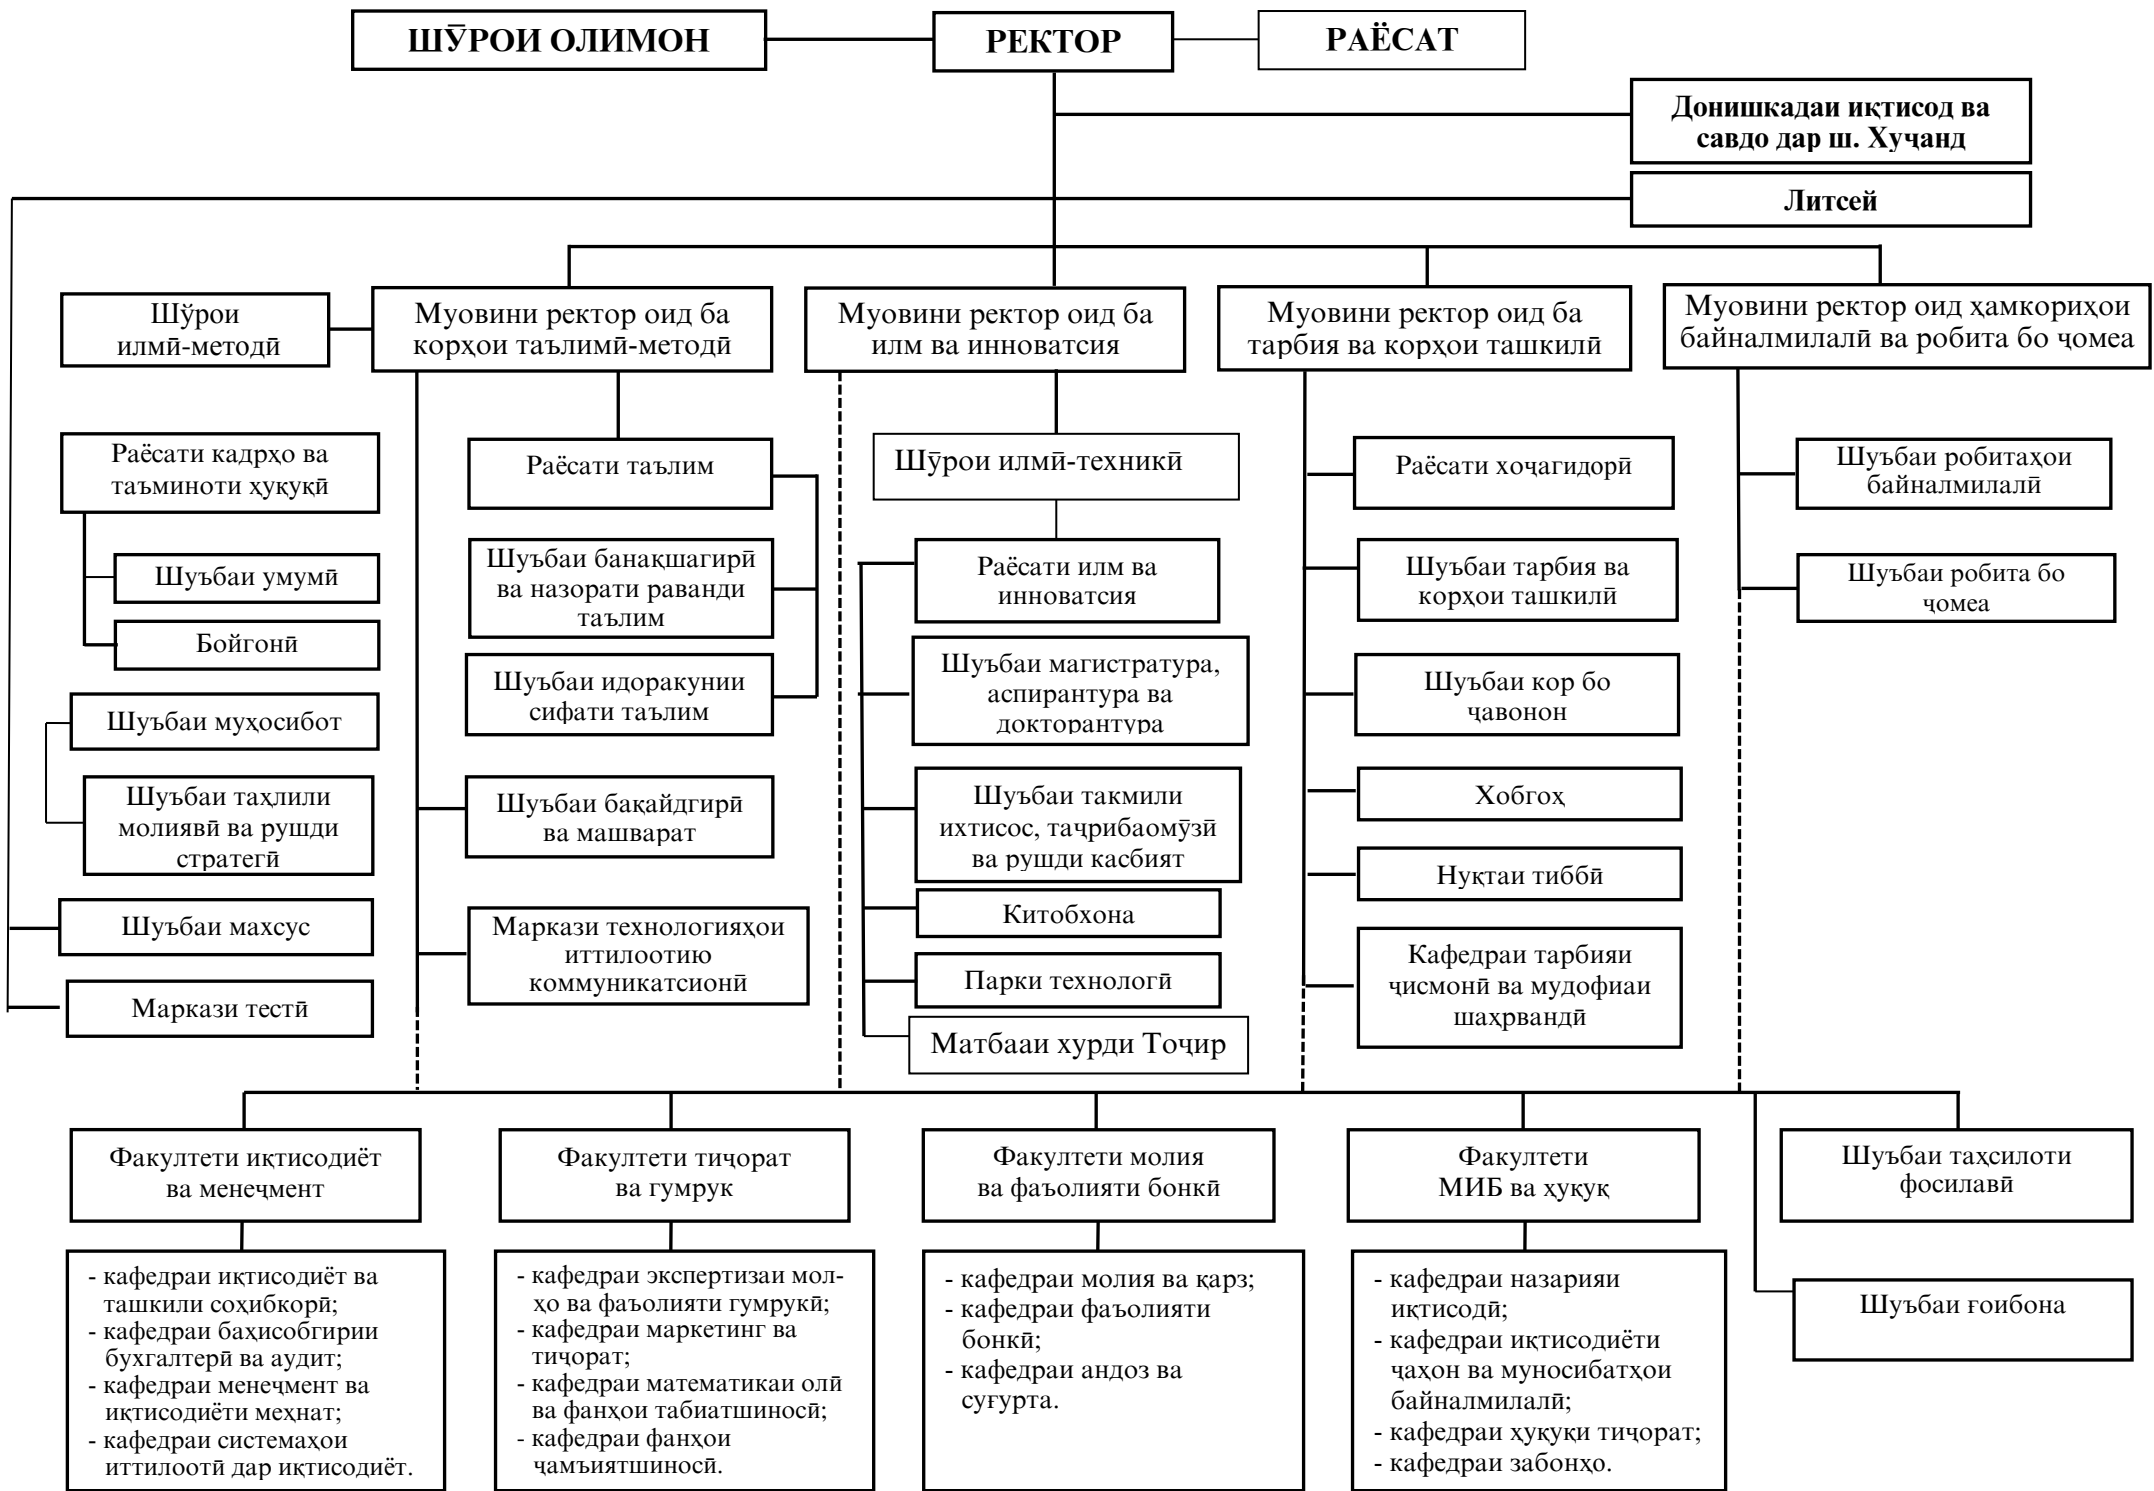 ШӮРОИ ОЛИМОН
РЕКТОР
РАЁСАТ
Донишкадаи иқтисод ва
савдо дар ш. Хуҷанд
Литсей
Шӯрои
илмӣ-методӣ
Муовини ректор оид ба
корҳои таълимӣ-методӣ
Муовини ректор оид ба
илм ва инноватсия
Муовини ректор оид ба
тарбия ва корҳои ташкилӣ
Муовини ректор оид ҳамкориҳои
байналмилалӣ ва робита бо ҷомеа
Раёсати кадрҳо ва
таъминоти ҳуқуқӣ
Шуъбаи умумӣ
Бойгонӣ
Шуъбаи муҳосибот
Шуъбаи таҳлили
молиявӣ ва рушди
стратегӣ
Шуъбаи махсус
Маркази тестӣ
Раёсати таълим
Шуъбаи банақшагирӣ
ва назорати раванди
таълим
Шуъбаи идоракунии
сифати таълим
Шуъбаи бақайдгирӣ
ва машварат
Маркази технологияҳои
иттилоотию
коммуникатсионӣ
Шӯрои илмӣ-техникӣ
Раёсати илм ва
инноватсия
Шуъбаи магистратура,
аспирантура ва
докторантура
Шуъбаи такмили
ихтисос, таҷрибаомӯзӣ
ва рушди касбият
Китобхона
Парки технологӣ
Матбааи хурди Тоҷир
Раёсати хоҷагидорӣ
Шуъбаи тарбия ва
корҳои ташкилӣ
Шуъбаи кор бо
ҷавонон
Хобгоҳ
Нуқтаи тиббӣ
Кафедраи тарбияи
ҷисмонӣ ва мудофиаи
шаҳрвандӣ
Шуъбаи робитаҳои
байналмилалӣ
Шуъбаи робита бо
ҷомеа
Факултети иқтисодиёт
ва менеҷмент
Факултети тиҷорат
ва гумрук
Факултети молия
ва фаъолияти бонкӣ
Факултети
МИБ ва ҳуқуқ
Шуъбаи таҳсилоти
фосилавӣ
- кафедраи иқтисодиёт ва
ташкили соҳибкорӣ;
- кафедраи баҳисобгирии
бухгалтерӣ ва аудит;
- кафедраи менеҷмент ва
иқтисодиёти меҳнат;
- кафедраи системаҳои
иттилоотӣ дар иқтисодиёт.
- кафедраи экспертизаи мол-
ҳо ва фаъолияти гумрукӣ;
- кафедраи маркетинг ва
тиҷорат;
- кафедраи математикаи олӣ
ва фанҳои табиатшиносӣ;
- кафедраи фанҳои
ҷамъиятшиносӣ.
- кафедраи молия ва қарз;
- кафедраи фаъолияти
бонкӣ;
- кафедраи андоз ва
суғурта.
- кафедраи назарияи
иқтисодӣ;
- кафедраи иқтисодиёти
ҷаҳон ва муносибатҳои
байналмилалӣ;
- кафедраи ҳуқуқи тиҷорат;
- кафедраи забонҳо.
Шуъбаи ғоибона